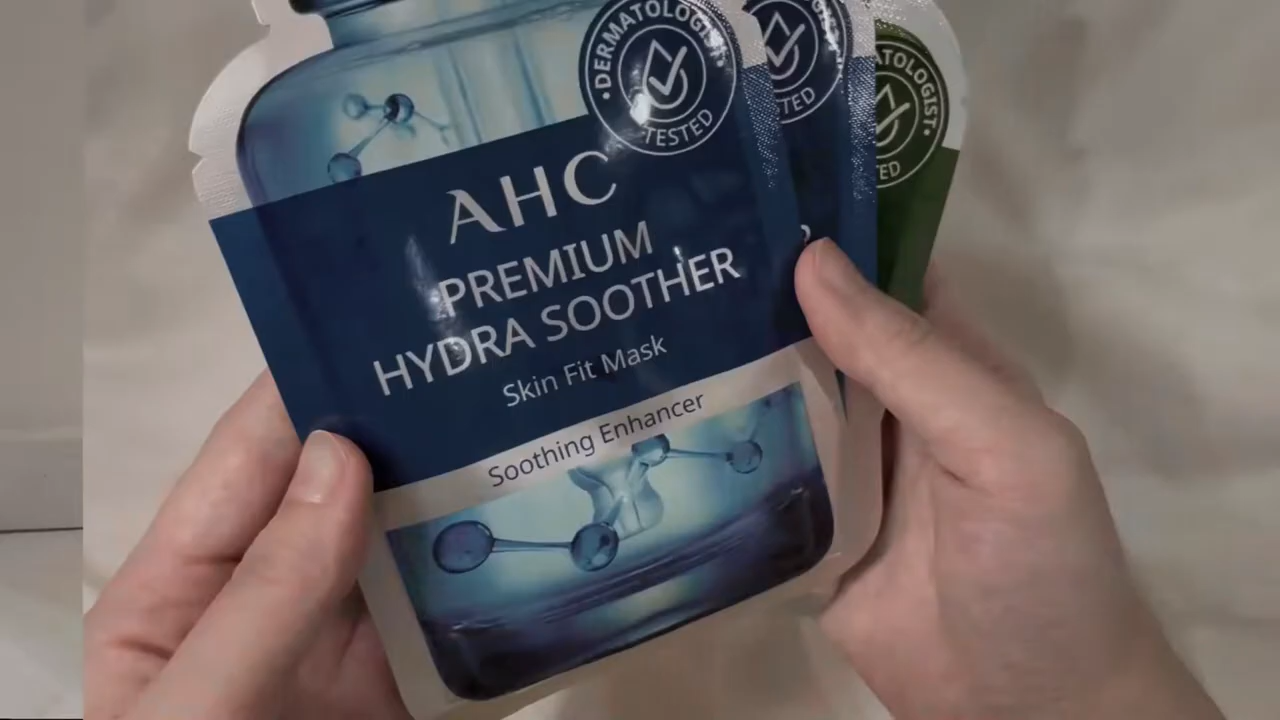 DERMATOLOGIST
TESTED
AHC
PREMIUM
HYDRA SOOTHER
Skin Fit Mask
Soothing Enhancer